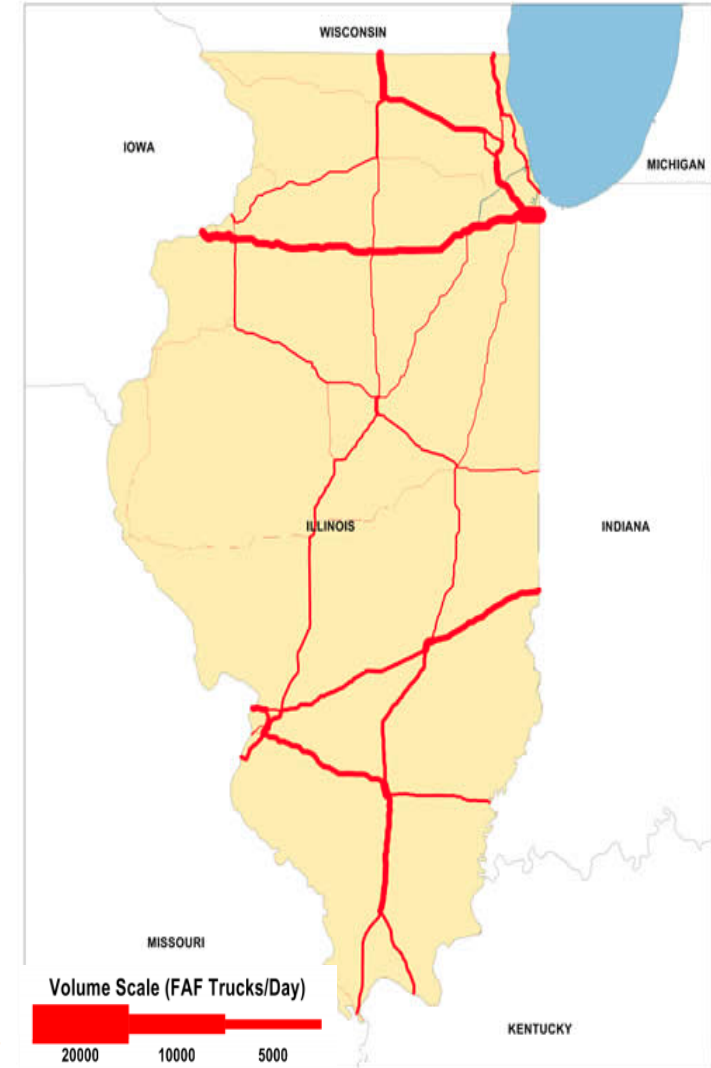 WISCONSIN
IOWA
MICHIGAN
ILLINOIS
INDIANA
MISSOURI
KENTUCKY
Volume Scale (FAF Trucks/Day)
20000 10000 5000